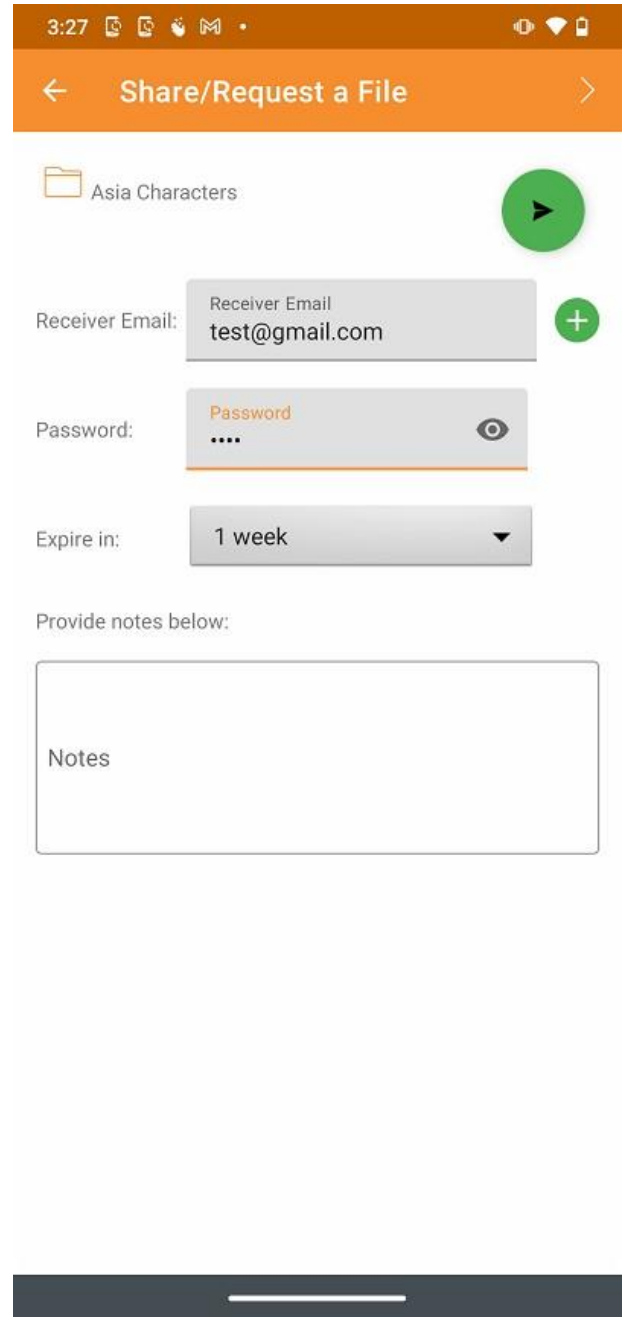 3:27
Share/Request a File
Asia Characters
Receiver Email:
Receiver Email
test@gmail.com
Password:
Password
••••
Expire in:
1 week
Provide notes below:
Notes